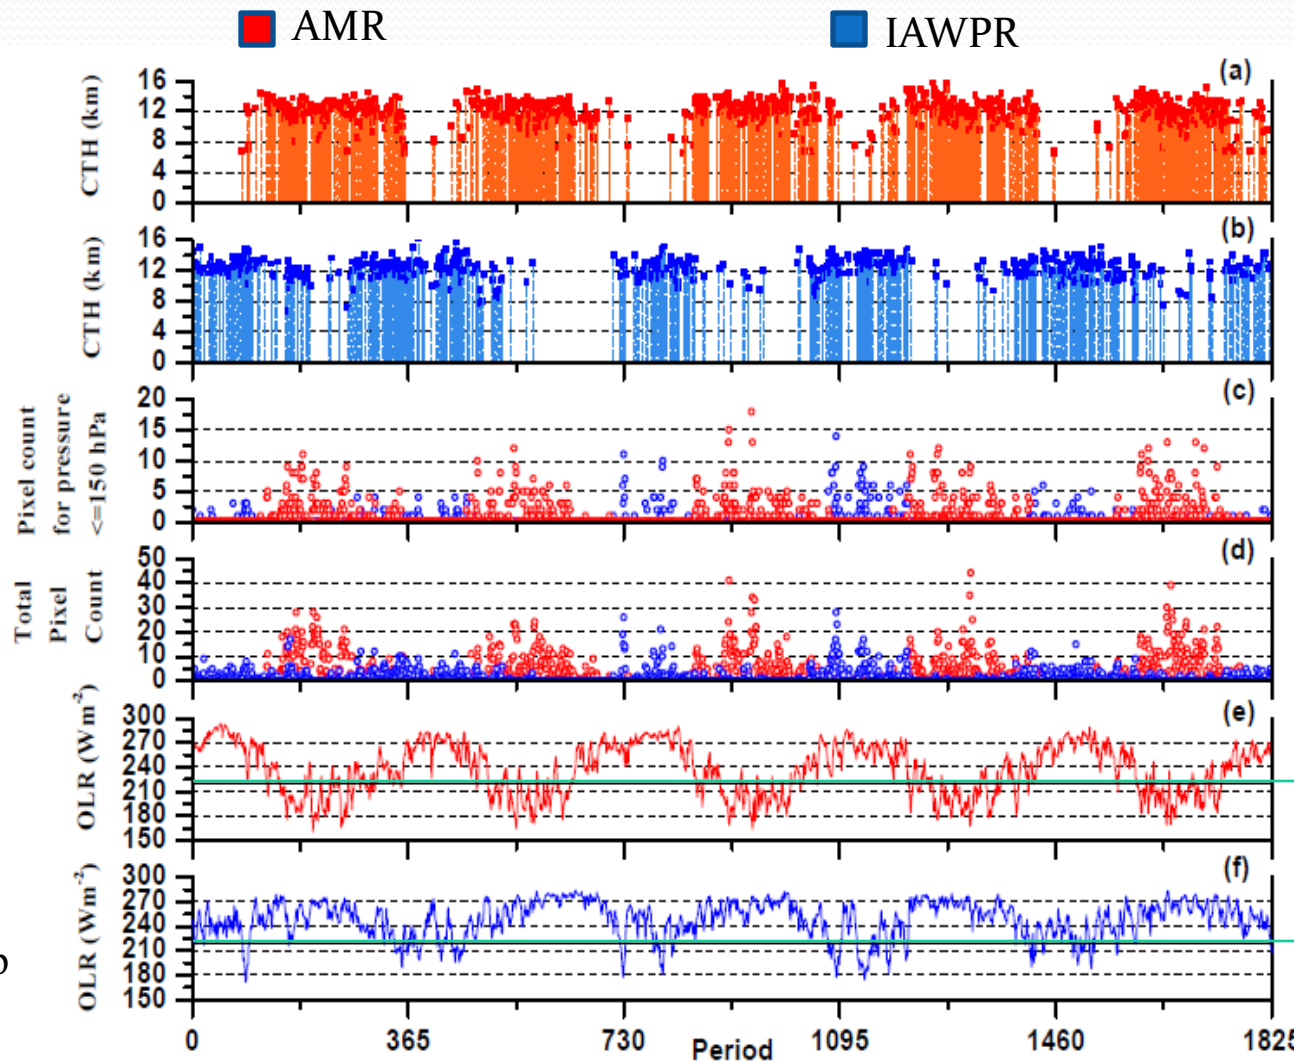 AMR
IAWPR
(a)
CTH (km)
16
12
8
4
0
(b)
CTH (km)
16
12
8
4
0
(c)
Pixel count
for pressure
<=150 hPa
20
15
10
5
0
(d)
Total
Pixel
Count
50
40
30
20
10
0
(e)
OLR (Wm-2)
300
270
240
210
180
150
(f)
OLR (Wm-2)
300
270
240
210
180
150
0 365 730 1095 1460 1825
Period